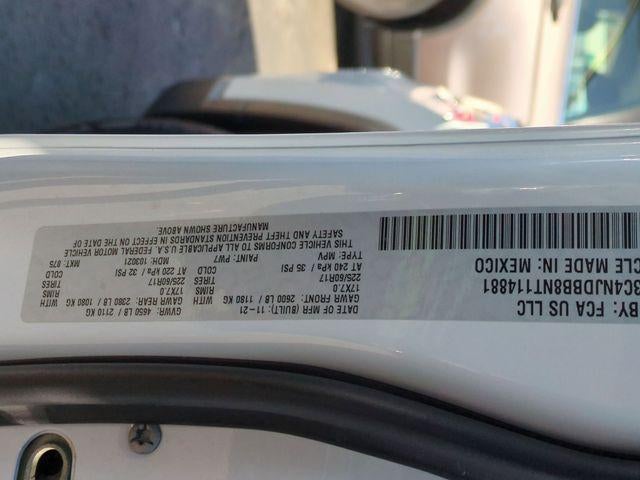 BY: FCA US LLC
3C4NJDBB8NT114881
CLE MADE IN: MEXICO
DATE OF MFR (BUILT): 11-21
GVWR: 4650 LB / 2110 KG
GAWR FRONT: 2600 LB / 1180 KG
WITH
17X7.0
RIMS
225/60R17
TIRES
AT 240 kPa / 35 PSI
COLD
GAWR REAR: 2380 LB / 1080 KG
WITH
17X7.0
RIMS
225/60R17
TIRES
AT 220 kPa / 32 PSI
COLD
TYPE: MPV
PAINT: PW7
MDH: 103021
MKT: 875
THIS VEHICLE CONFORMS TO ALL APPLICABLE U.S.A. FEDERAL MOTOR VEHICLE
SAFETY AND THEFT PREVENTION STANDARDS IN EFFECT ON THE DATE OF
MANUFACTURE SHOWN ABOVE.